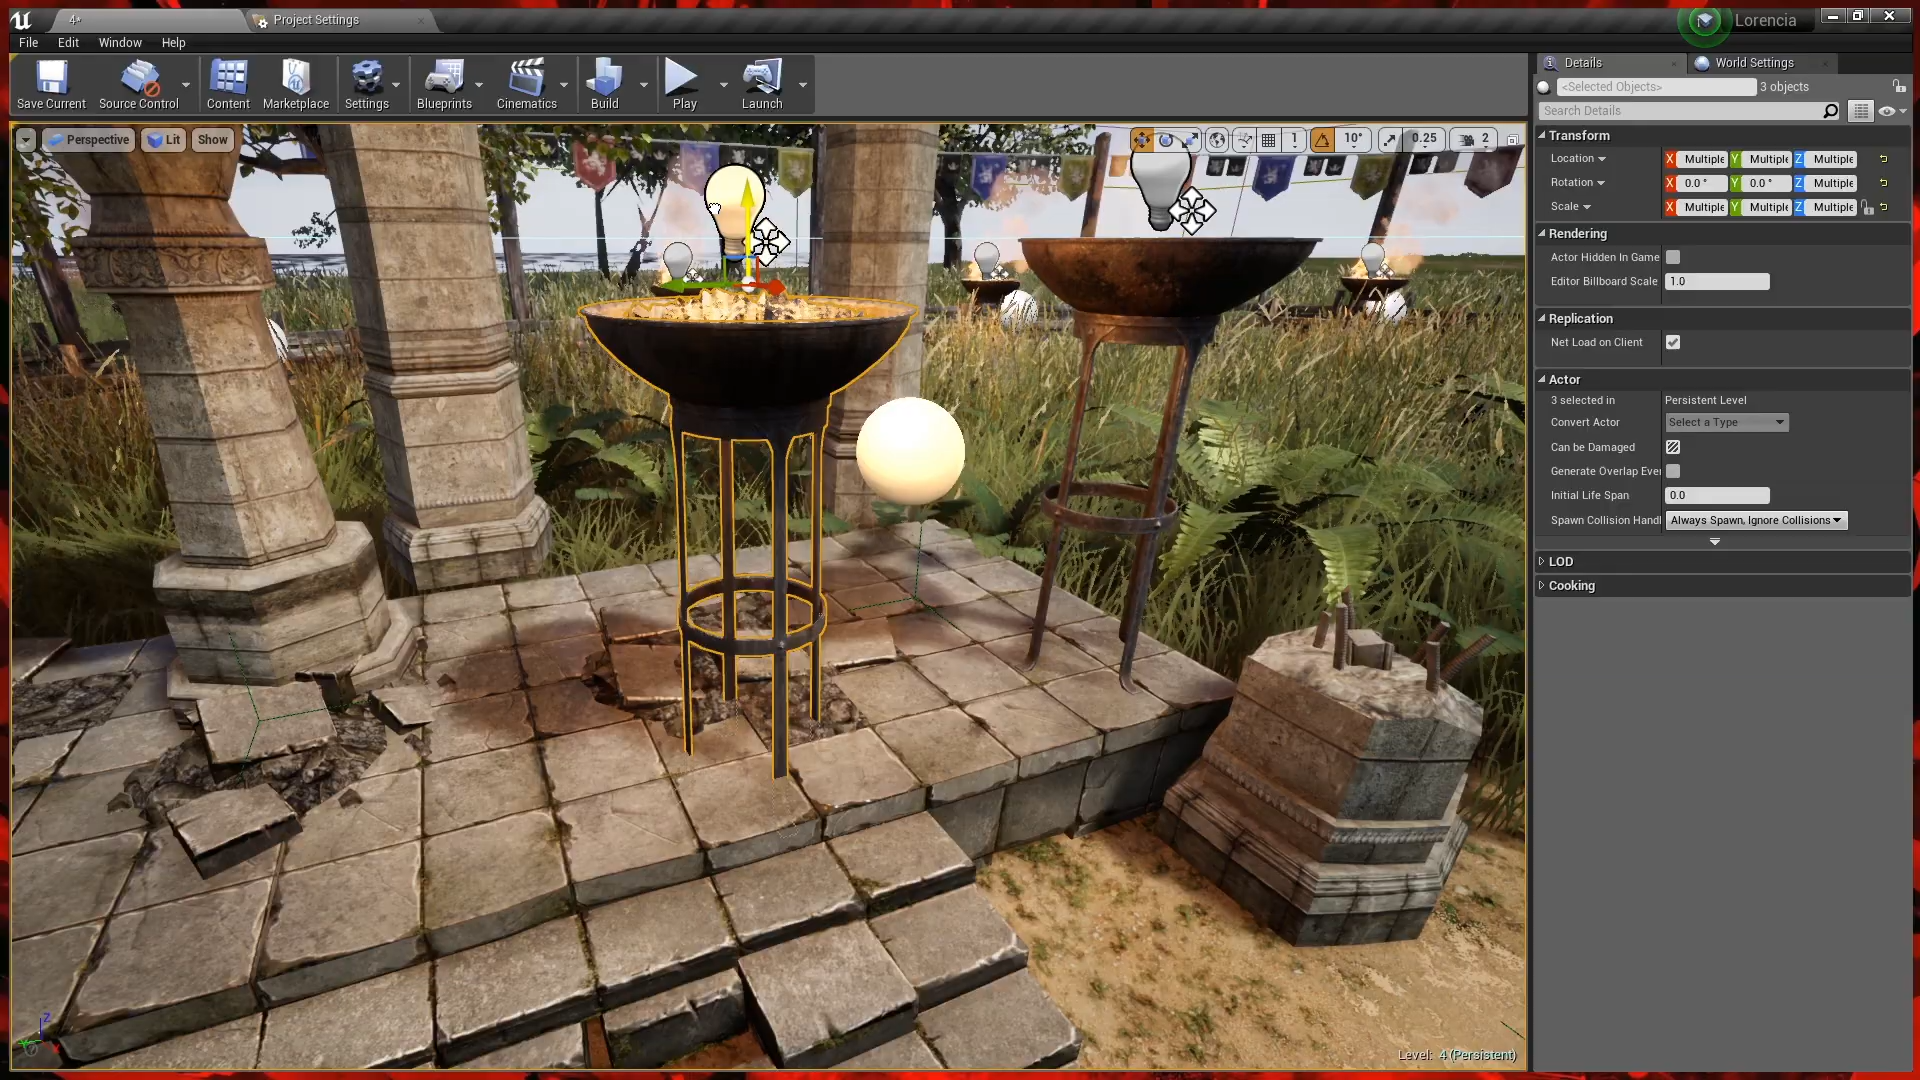 4*
Project Settings
Lorencia
File Edit Window Help
Save Current Source Control Content Marketplace Settings Blueprints Cinematics Build Play Launch
Perspective Lit Show
1 10° 0.25 2
Level: 4 (Persistent)
Z
Details World Settings
<Selected Objects> 3 objects
Search Details
Transform
Location X Multiple Y Multiple Z Multiple
Rotation X 0.0 ° Y 0.0 ° Z Multiple
Scale X Multiple Y Multiple Z Multiple
Rendering
Actor Hidden In Game
Editor Billboard Scale 1.0
Replication
Net Load on Client
Actor
3 selected in Persistent Level
Convert Actor Select a Type
Can be Damaged
Generate Overlap Eve
Initial Life Span 0.0
Spawn Collision Handl Always Spawn, Ignore Collisions
LOD
Cooking